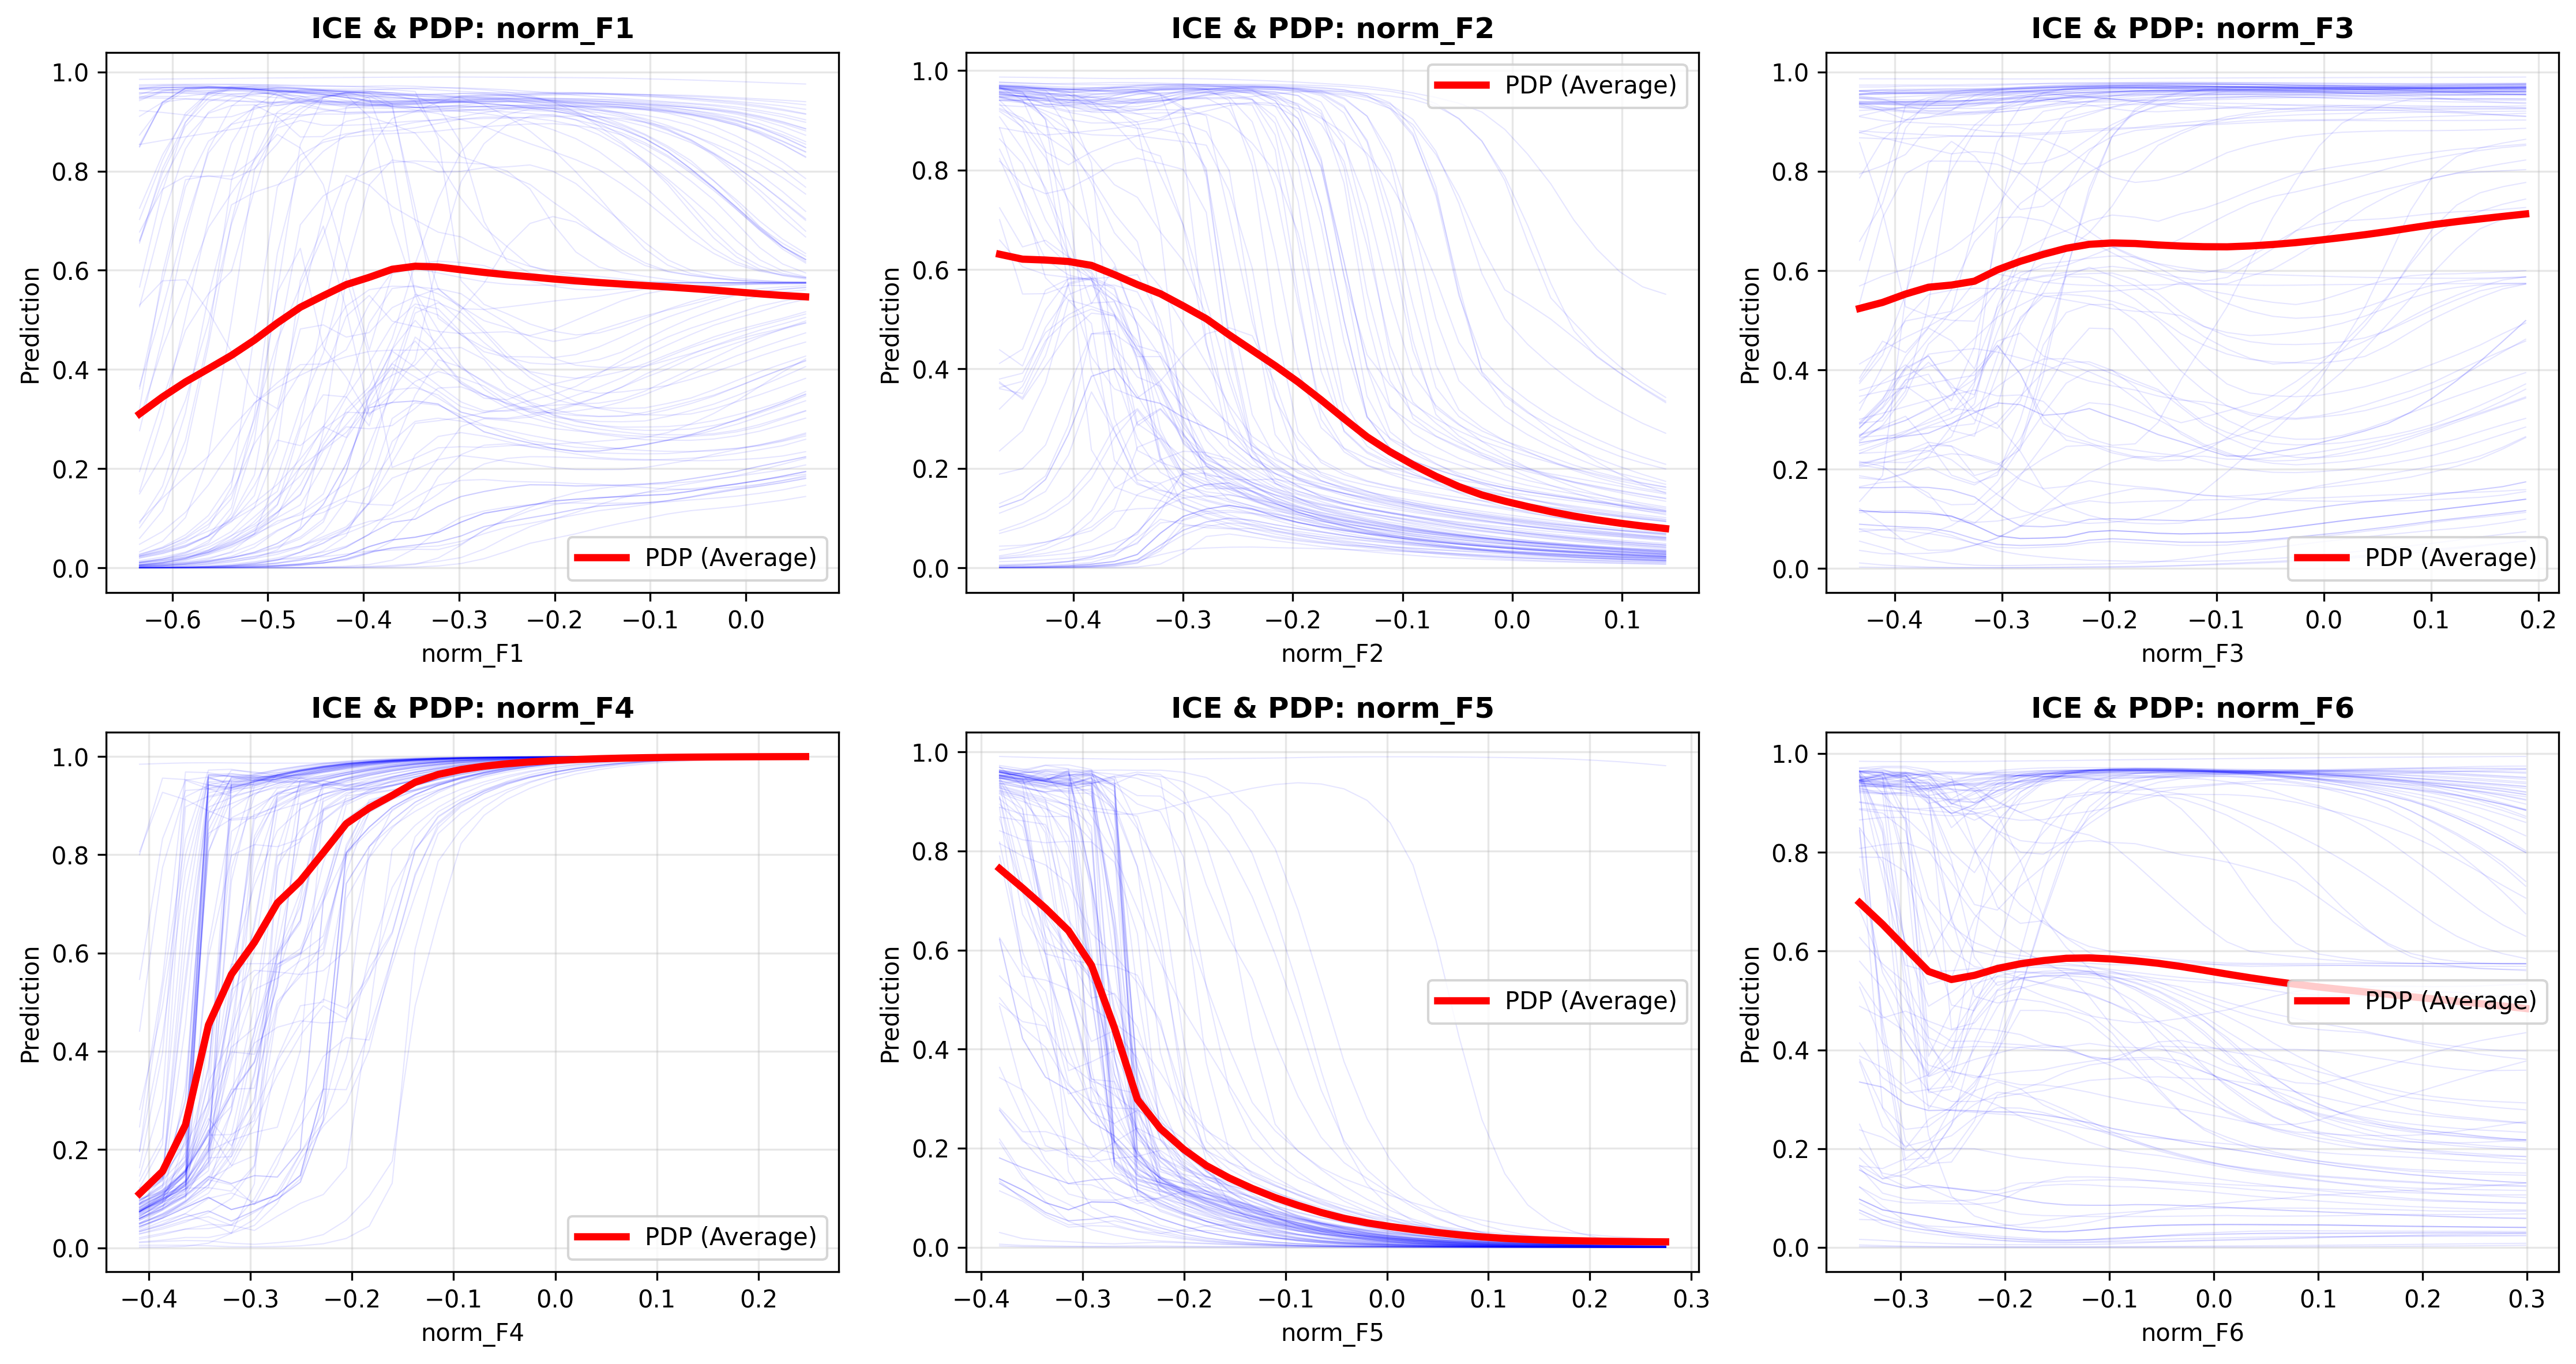 ICE & PDP: norm_F1
1.0
0.8
0.6
0.4
0.2
0.0
Prediction
PDP (Average)
−0.6 −0.5 −0.4 −0.3 −0.2 −0.1 0.0
norm_F1
ICE & PDP: norm_F2
1.0
0.8
0.6
0.4
0.2
0.0
Prediction
PDP (Average)
−0.4 −0.3 −0.2 −0.1 0.0 0.1
norm_F2
ICE & PDP: norm_F3
1.0
0.8
0.6
0.4
0.2
0.0
Prediction
PDP (Average)
−0.4 −0.3 −0.2 −0.1 0.0 0.1 0.2
norm_F3
ICE & PDP: norm_F4
1.0
0.8
0.6
0.4
0.2
0.0
Prediction
PDP (Average)
−0.4 −0.3 −0.2 −0.1 0.0 0.1 0.2
norm_F4
ICE & PDP: norm_F5
1.0
0.8
0.6
0.4
0.2
0.0
Prediction
PDP (Average)
−0.4 −0.3 −0.2 −0.1 0.0 0.1 0.2 0.3
norm_F5
ICE & PDP: norm_F6
1.0
0.8
0.6
0.4
0.2
0.0
Prediction
PDP (Average)
−0.3 −0.2 −0.1 0.0 0.1 0.2 0.3
norm_F6